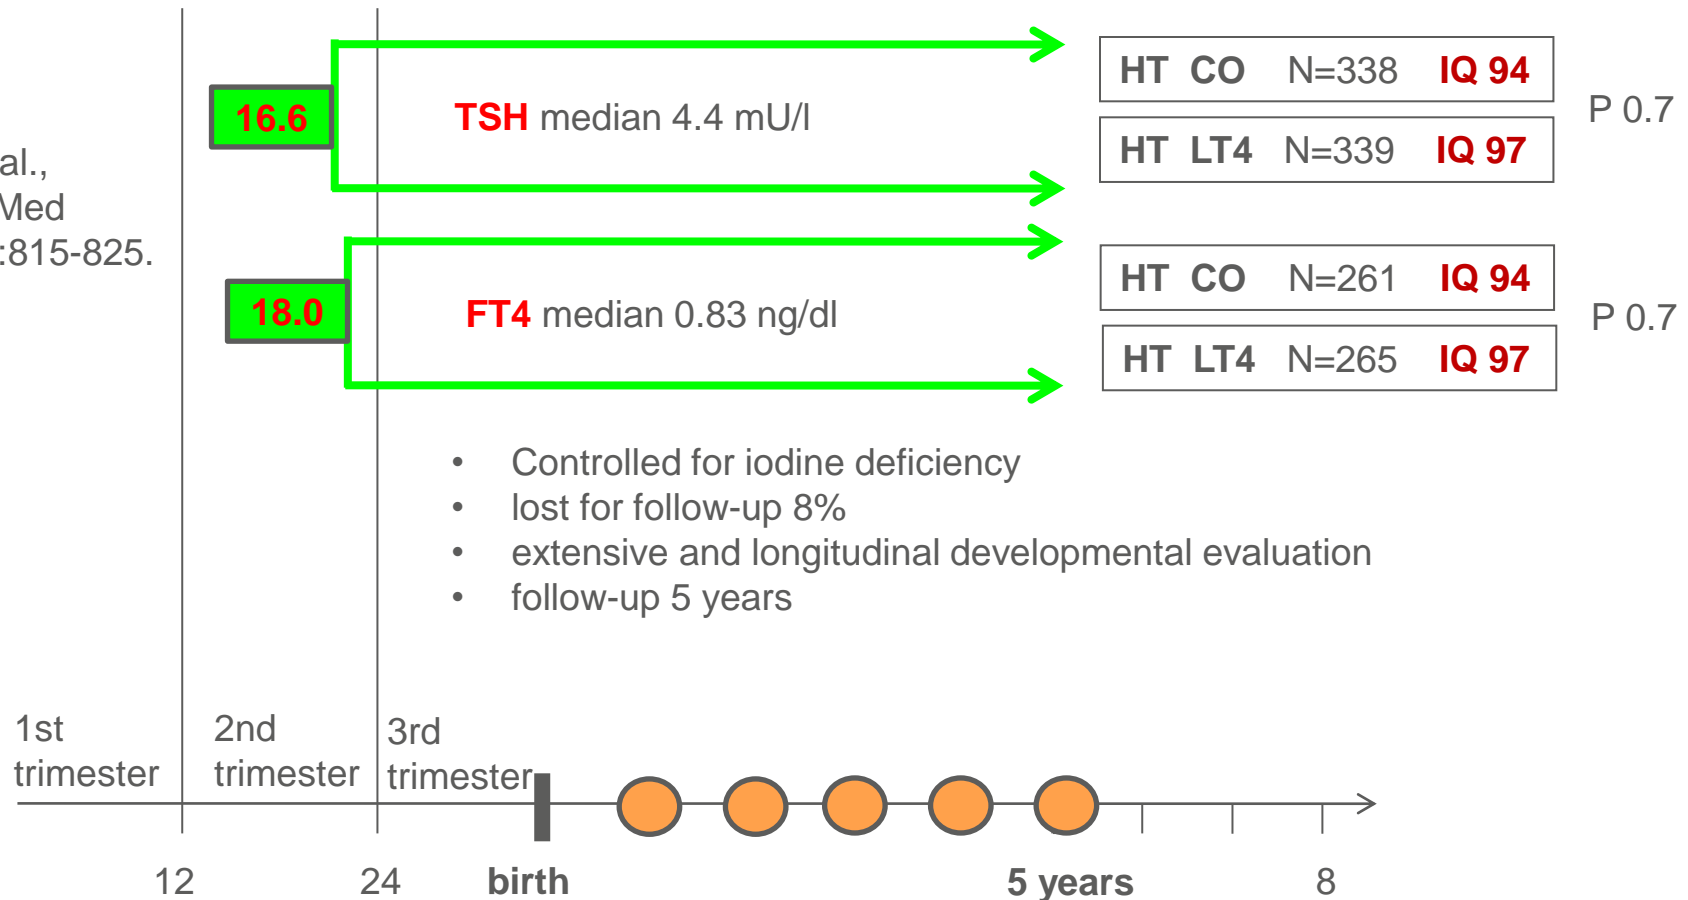 HT CO N=338 IQ 94
16.6
TSH median 4.4 mU/l
P 0.7
HT LT4 N=339 IQ 97
al.,
Med
:815-825.
HT CO N=261 IQ 94
18.0
FT4 median 0.83 ng/dl
P 0.7
HT LT4 N=265 IQ 97
• Controlled for iodine deficiency
• lost for follow-up 8%
• extensive and longitudinal developmental evaluation
• follow-up 5 years
1st
trimester
2nd
trimester
3rd
trimester
12 24 birth 5 years 8